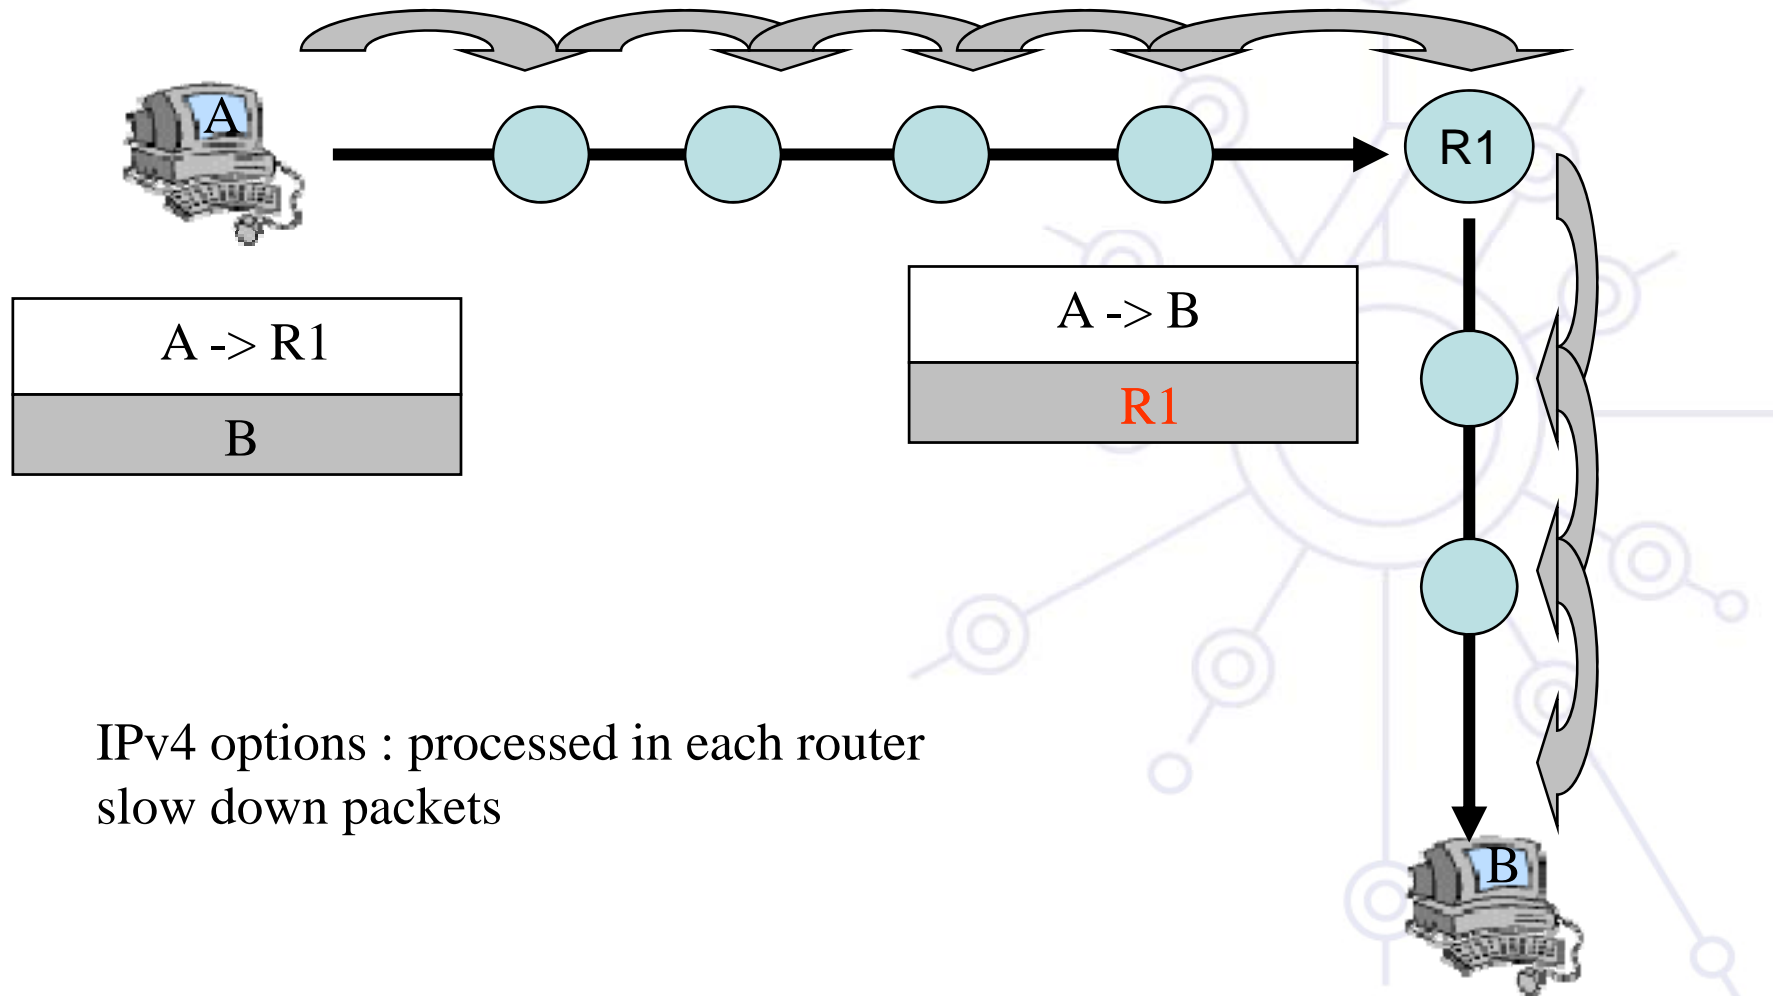 A
R1
A -> R1
B
A -> B
R1
IPv4 options : processed in each router
slow down packets
B